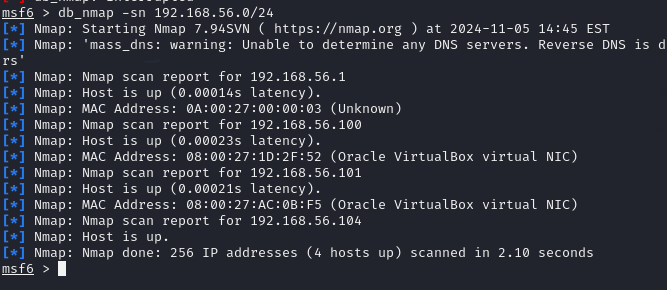 msf6 > db_nmap -sn 192.168.56.0/24
[*] Nmap: Starting Nmap 7.94SVN ( https://nmap.org ) at 2024-11-05 14:45 EST
[*] Nmap: 'mass_dns: warning: Unable to determine any DNS servers. Reverse DNS is d
rs'
[*] Nmap: Nmap scan report for 192.168.56.1
[*] Nmap: Host is up (0.00014s latency).
[*] Nmap: MAC Address: 0A:00:27:00:00:03 (Unknown)
[*] Nmap: Nmap scan report for 192.168.56.100
[*] Nmap: Host is up (0.00023s latency).
[*] Nmap: MAC Address: 08:00:27:1D:2F:52 (Oracle VirtualBox virtual NIC)
[*] Nmap: Nmap scan report for 192.168.56.101
[*] Nmap: Host is up (0.00021s latency).
[*] Nmap: MAC Address: 08:00:27:AC:0B:F5 (Oracle VirtualBox virtual NIC)
[*] Nmap: Nmap scan report for 192.168.56.104
[*] Nmap: Host is up.
[*] Nmap: Nmap done: 256 IP addresses (4 hosts up) scanned in 2.10 seconds
msf6 >